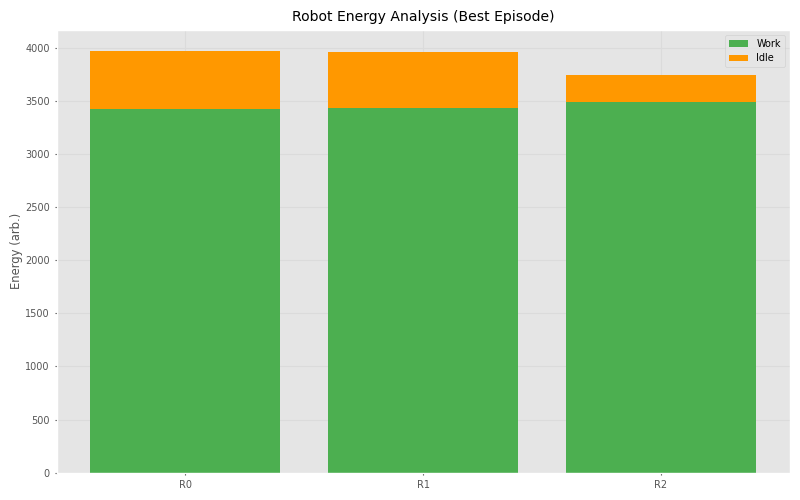 Robot Energy Analysis (Best Episode)
Work
Idle
Energy (arb.)
4000
3500
3000
2500
2000
1500
1000
500
0
R0 R1 R2